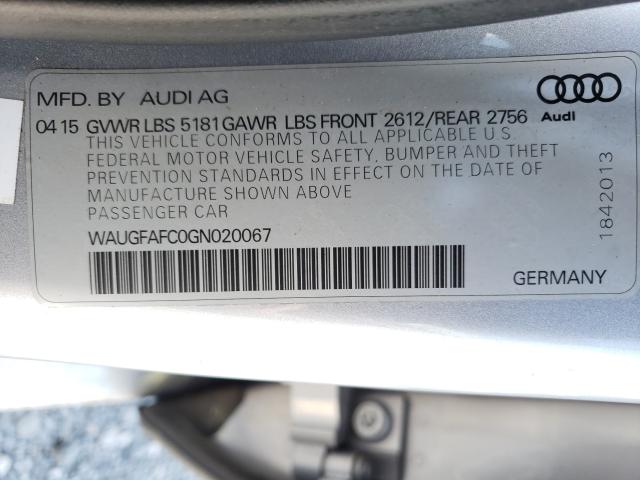 MFD. BY AUDI AG
04 15 GVWR LBS 5181 GAWR LBS FRONT 2612/REAR 2756 Audi
THIS VEHICLE CONFORMS TO ALL APPLICABLE U.S.
FEDERAL MOTOR VEHICLE SAFETY, BUMPER AND THEFT
PREVENTION STANDARDS IN EFFECT ON THE DATE OF
MANUFACTURE SHOWN ABOVE
PASSENGER CAR
WAUGFAFC0GN020067
GERMANY
1842013